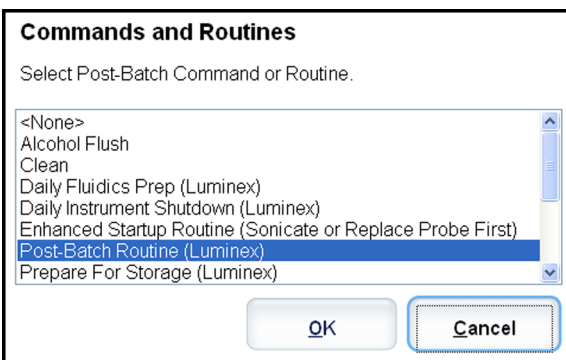 Commands and Routines
Select Post-Batch Command or Routine.
<None>
Alcohol Flush
Clean
Daily Fluidics Prep (Luminex)
Daily Instrument Shutdown (Luminex)
Enhanced Startup Routine (Sonicate or Replace Probe First)
Post-Batch Routine (Luminex)
Prepare For Storage (Luminex)
OK
Cancel